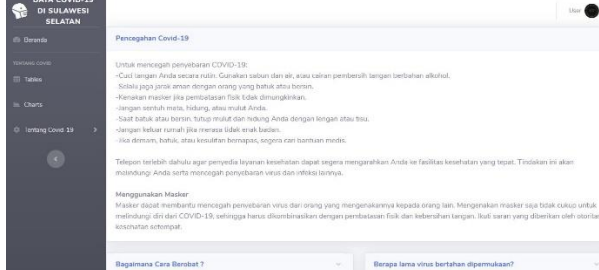 DATA COVID-19
DI SULAWESI
SELATAN
User
Beranda
Pencegahan Covid-19
TENTANG COVID
Tables
Charts
Tentang Covid 19
Untuk mencegah penyebaran COVID-19:
-Cuci tangan Anda secara rutin. Gunakan sabun dan air, atau cairan pembersih tangan berbahan alkohol.
-Selalu jaga jarak aman dengan orang yang batuk atau bersin.
-Kenakan masker jika pembatasan fisik tidak dimungkinkan.
-Jangan sentuh mata, hidung, atau mulut Anda.
-Saat batuk atau bersin, tutup mulut dan hidung Anda dengan lengan atau tisu.
-Jangan keluar rumah jika merasa tidak enak badan.
-Jika demam, batuk, atau kesulitan bernapas, segera cari bantuan medis.
Telepon terlebih dahulu agar penyedia layanan kesehatan dapat segera mengarahkan Anda ke fasilitas kesehatan yang tepat. Tindakan ini akan
melindungi Anda serta mencegah penyebaran virus dan infeksi lainnya.
Menggunakan Masker
Masker dapat membantu mencegah penyebaran virus dari orang yang mengenakannya kepada orang lain. Mengenakan masker saja tidak cukup untuk
melindungi diri dari COVID-19, sehingga harus dikombinasikan dengan pembatasan fisik dan kebersihan tangan. Ikuti saran yang diberikan oleh otoritas
kesehatan setempat.
Bagaimana Cara Berobat ?
Berapa lama virus bertahan dipermukaan?